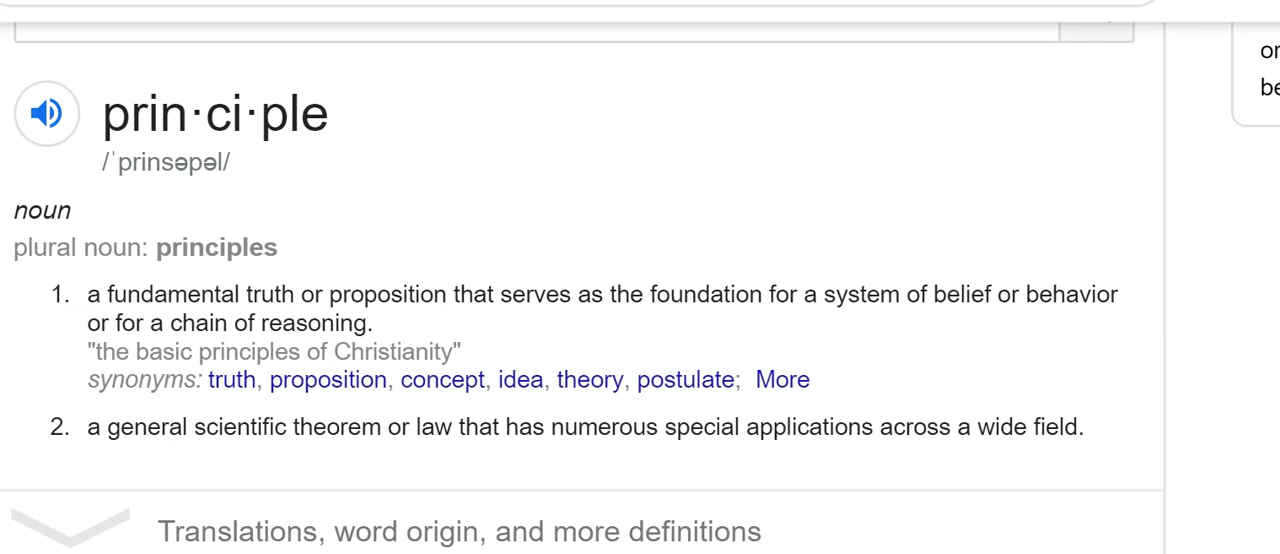 prin·ci·ple
/ˈprinsəpəl/
noun
plural noun: principles
1. a fundamental truth or proposition that serves as the foundation for a system of belief or behavior
or for a chain of reasoning.
"the basic principles of Christianity"
synonyms: truth, proposition, concept, idea, theory, postulate; More
2. a general scientific theorem or law that has numerous special applications across a wide field.
Translations, word origin, and more definitions